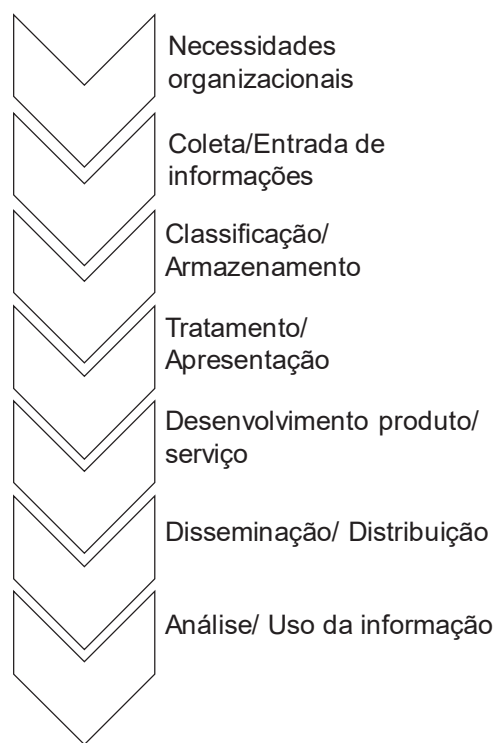 Necessidades
organizacionais
Coleta/Entrada de
informações
Classificação/
Armazenamento
Tratamento/
Apresentação
Desenvolvimento produto/
serviço
Disseminação/ Distribuição
Análise/ Uso da informação